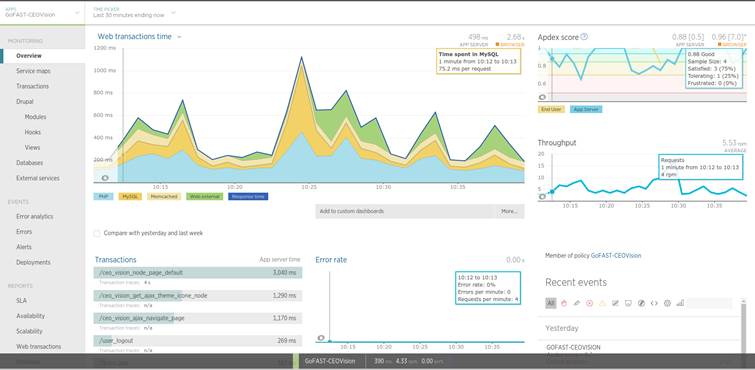 APPS
GoFAST-CEOVision
TIME PICKER
Last 30 minutes ending now
MONITORING
Overview
Service maps
Transactions
Drupal
Modules
Hooks
Views
Databases
External services
EVENTS
Error analytics
Errors
Alerts
Deployments
REPORTS
SLA
Availability
Scalability
Web transactions
Web transactions time
498 ms
APP SERVER
2.68 s
BROWSER
1200 ms
1000 ms
800 ms
600 ms
400 ms
200 ms
Time spent in MySQL
1 minute from 10:12 to 10:13
75.2 ms per request
10:15
10:20
10:25
10:30
10:35
PHP
MySQL
Memcached
Web external
Response time
Add to custom dashboards
More...
Compare with yesterday and last week
Transactions
App server time
/ceo_vision_node_page_default
3,040 ms
Transaction traces: 4
/ceo_vision_get_ajax_theme_icone_node
1,290 ms
Transaction traces: n/a
/ceo_vision_ajax_navigate_page
1,170 ms
Transaction traces: n/a
/user_logout
269 ms
Transaction traces: n/a
Error rate
0.00 %
10:12 to 10:13
Error rate: 0%
Errors per minute: 0
Requests per minute: 4
10:15
10:20
10:25
10:30
10:35
Apdex score
0.88 [0.5]
APP SERVER
0.96 [7.0]*
BROWSER
0.88 Good
Sample Size: 4
Satisfied: 3 (75%)
Tolerating: 1 (25%)
Frustrated: 0 (0%)
End User
App Server
Throughput
5.53 rpm
AVERAGE
20
15
10
5
Requests
1 minute from 10:12 to 10:13
4 rpm
10:15
10:20
10:25
10:30
10:35
Member of policy GoFAST-CEOVision
Recent events
All
Yesterday
GOFAST-CEOVISION
GoFAST-CEOVision
390 ms
4.33 rpm
0.00 err%